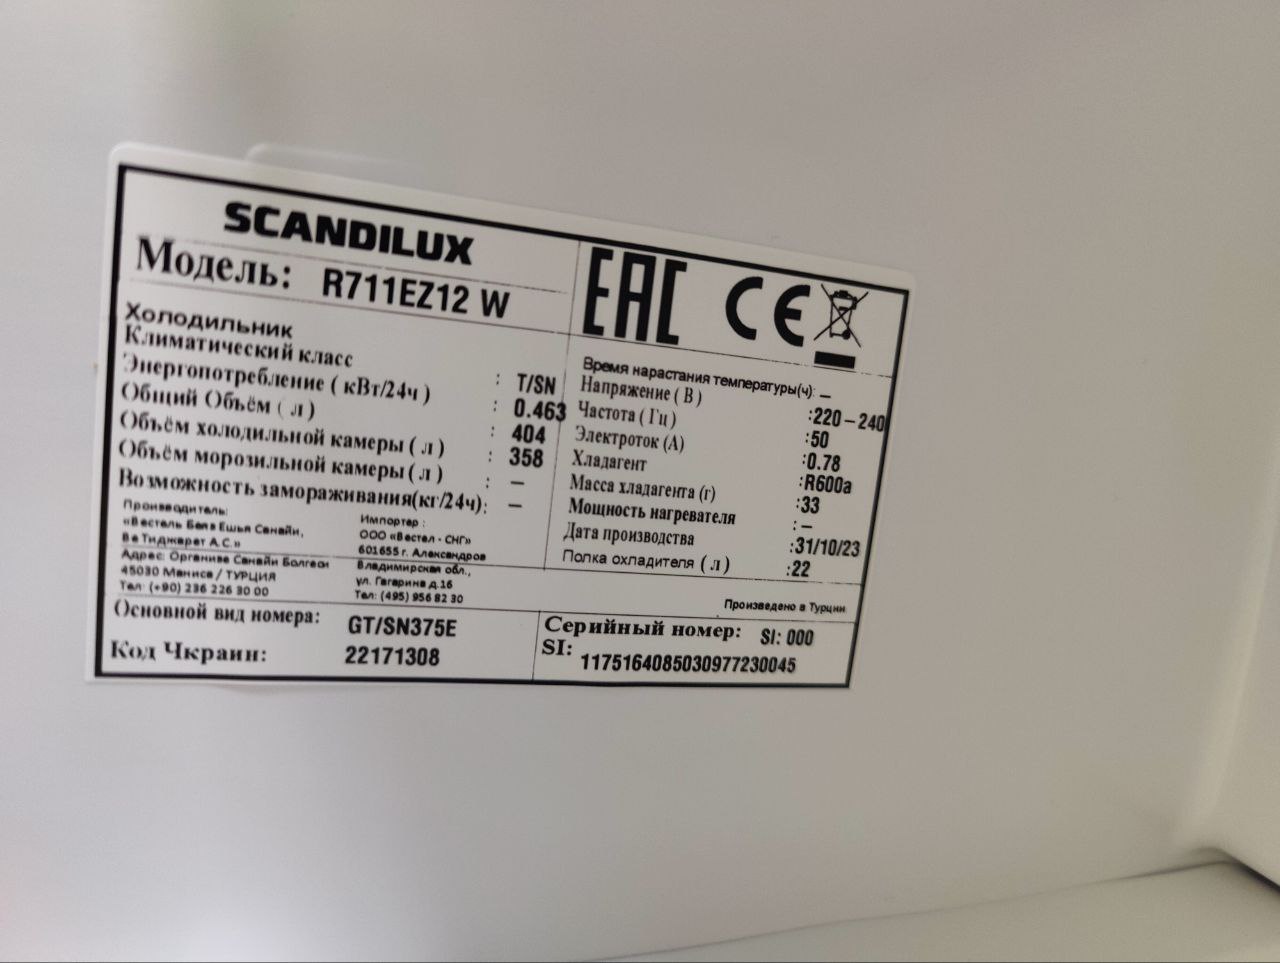 SCANDILUX
Модель: R711EZ12 W
EAC CE
Холодильник
Климатический класс : T/SN
Энергопотребление ( кВт/24ч ) : 0.463
Общий Объём ( л ) : 404
Объём холодильной камеры ( л ) : 358
Объём морозильной камеры ( л ) : –
Возможность замораживания(кг/24ч): –
Время нарастания температуры(ч): –
Напряжение ( В ) :220 – 240
Частота ( Гц ) :50
Электроток (А) :0.78
Хладагент :R600a
Масса хладагента (г) :33
Мощность нагревателя :–
Дата производства :31/10/23
Полка охладителя ( л ) :22
Производитель:
«Вестель Беяз Ешья Санайи,
Ве Тиджарет А.С.»
Адрес: Организе Санайи Болгеси
45030 Маниса / ТУРЦИЯ
Тел: (+90) 236 226 30 00
Импортер :
ООО «Вестел - СНГ»
601655 г. Александров
Владимирская обл.,
ул. Гагарина д.16
Тел: (495) 956 82 30
Произведено в Турции
Основной вид номера: GT/SN375E
Код Чкраин: 22171308
Серийный номер: SI: 000
SI: 1175164085030977230045